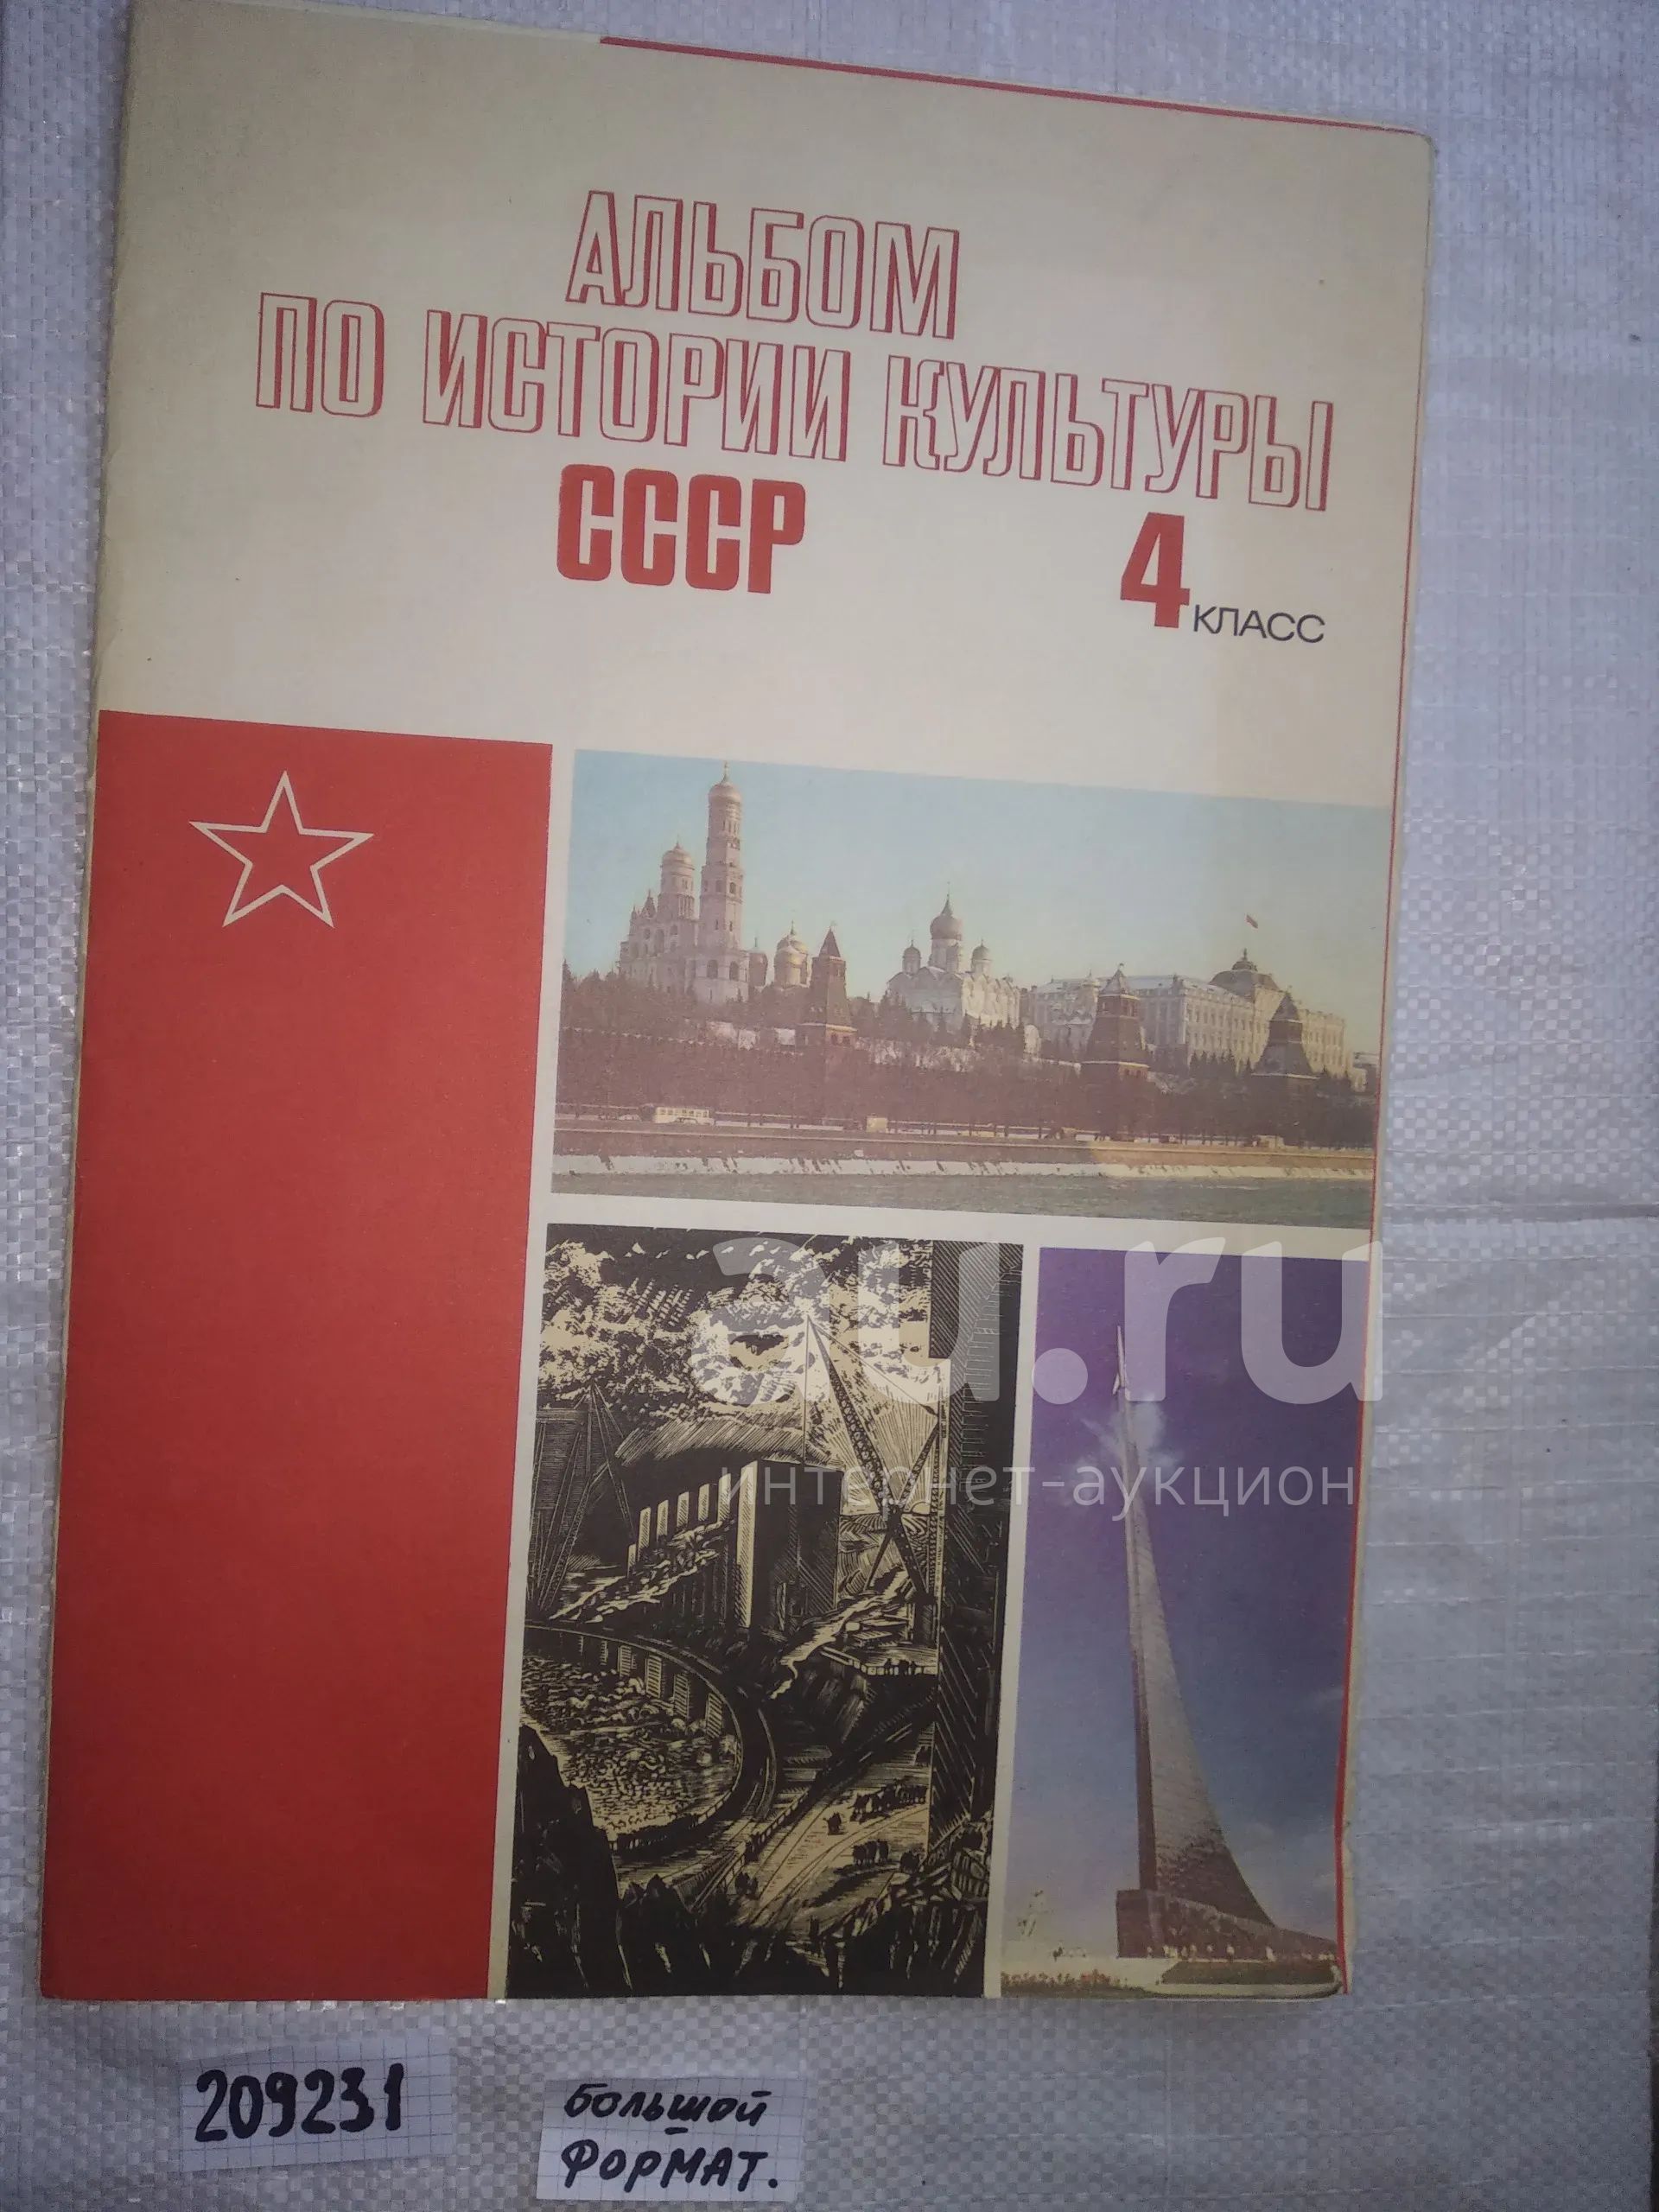 АЛЬБОМ
ПО ИСТОРИИ КУЛЬТУРЫ
СССР
4 КЛАСС
au.ru
интернет-аукцион
209231
большой
ФОРМАТ.